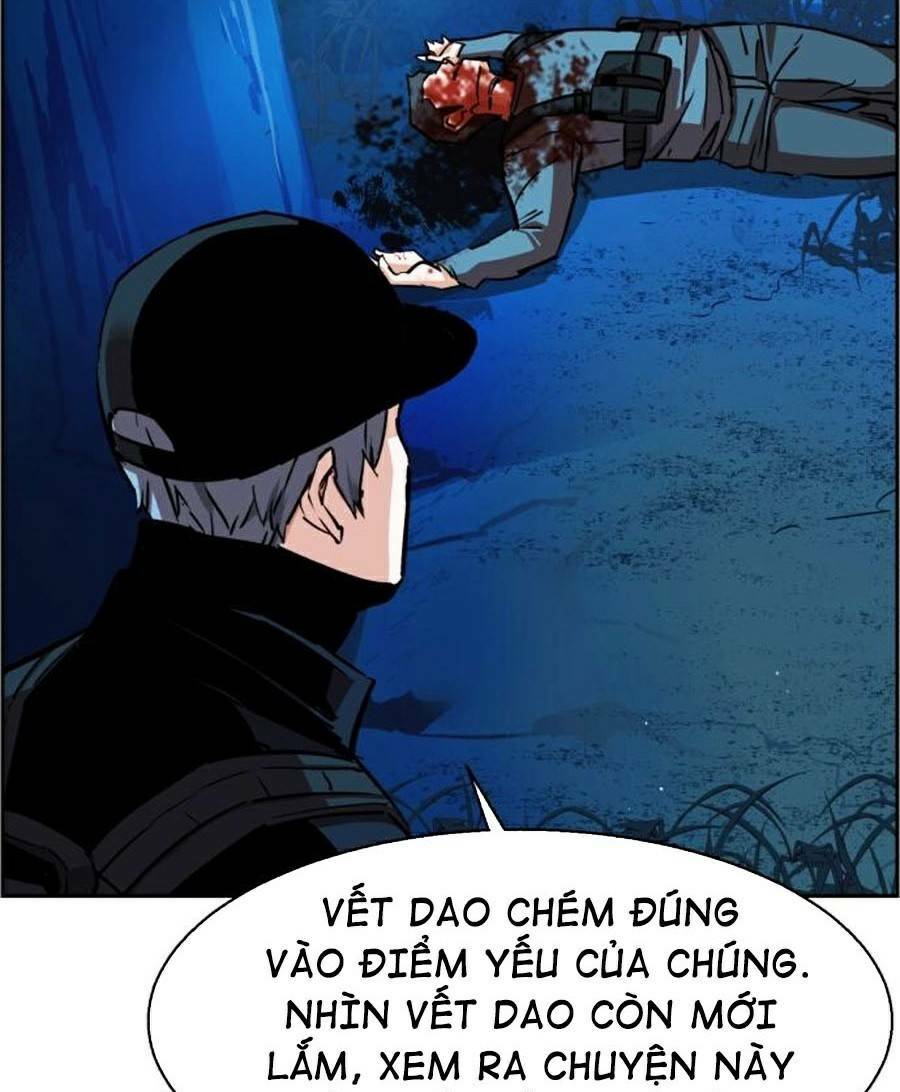 VẾT DAO CHÉM ĐÚNG
VÀO ĐIỂM YẾU CỦA CHÚNG.
NHÌN VẾT DAO CÒN MỚI
LẮM, XEM RA CHUYỆN NÀY